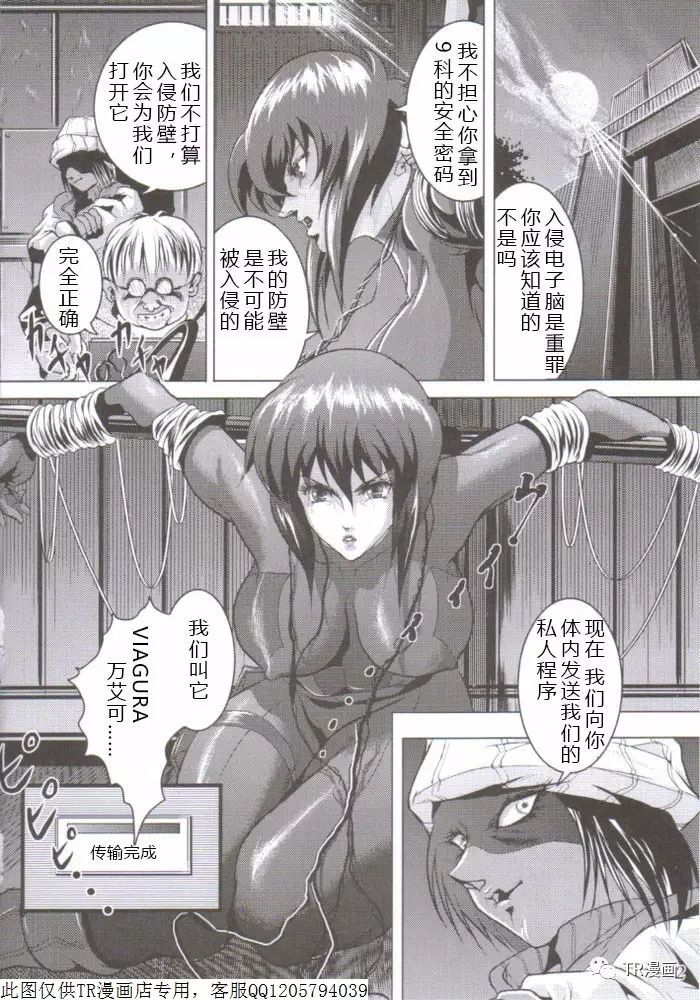 入侵电子脑是重罪
你应该知道的
不是吗
我不担心你拿到
9科的安全密码
我的防壁
是不可能
被入侵的
我们不打算
入侵防壁，
你会为我们
打开它
完全正确
现在 我们向你
体内发送我们的
私人程序
我们叫它
VIAGURA
万艾可……
传输完成
TR漫画
2
此图仅供TR漫画店专用，客服QQ1205794039